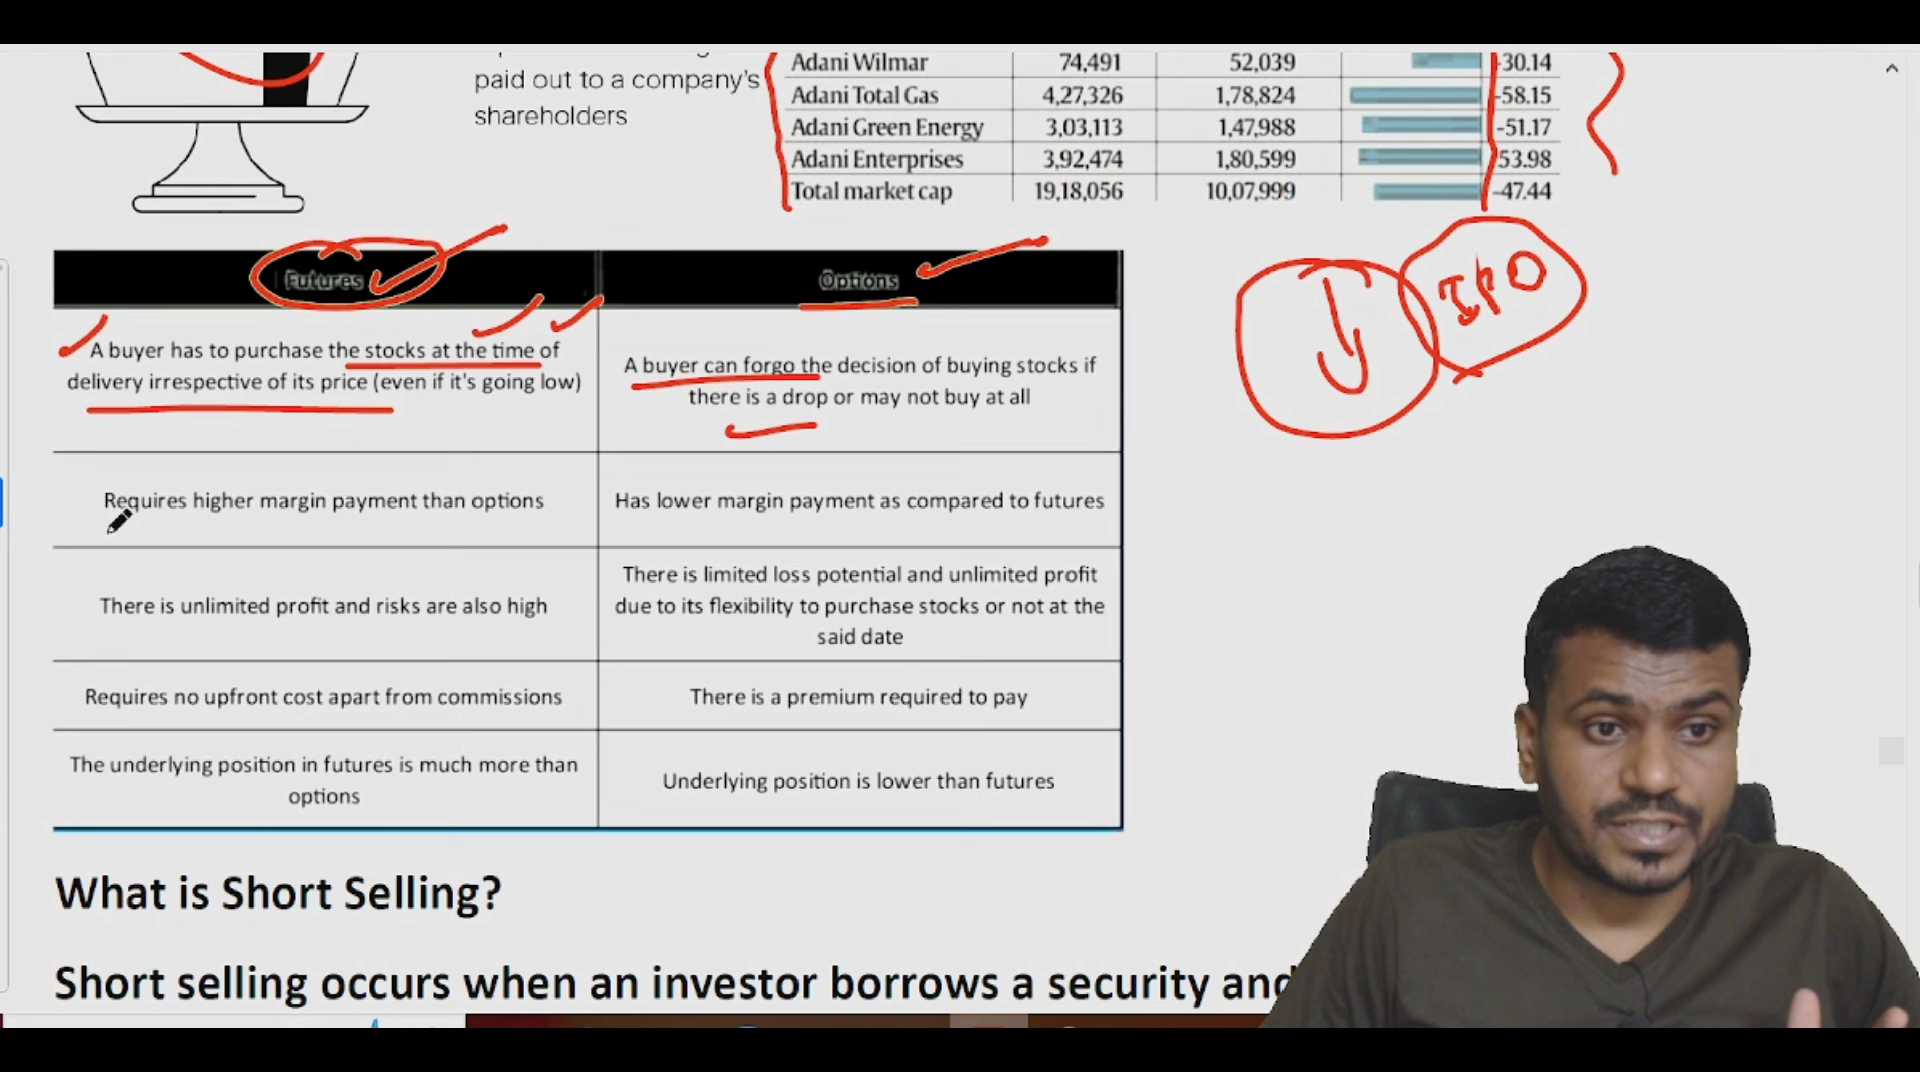 paid out to a company's
shareholders
Adani Wilmar 74,491 52,039 -30.14
Adani Total Gas 4,27,326 1,78,824 -58.15
Adani Green Energy 3,03,113 1,47,988 -51.17
Adani Enterprises 3,92,474 1,80,599 53.98
Total market cap 19,18,056 10,07,999 -47.44
Futures Options
IPO
A buyer has to purchase the stocks at the time of
delivery irrespective of its price (even if it's going low)
A buyer can forgo the decision of buying stocks if
there is a drop or may not buy at all
Requires higher margin payment than options
Has lower margin payment as compared to futures
There is unlimited profit and risks are also high
There is limited loss potential and unlimited profit
due to its flexibility to purchase stocks or not at the
said date
Requires no upfront cost apart from commissions
There is a premium required to pay
The underlying position in futures is much more than
options
Underlying position is lower than futures
What is Short Selling?
Short selling occurs when an investor borrows a security and